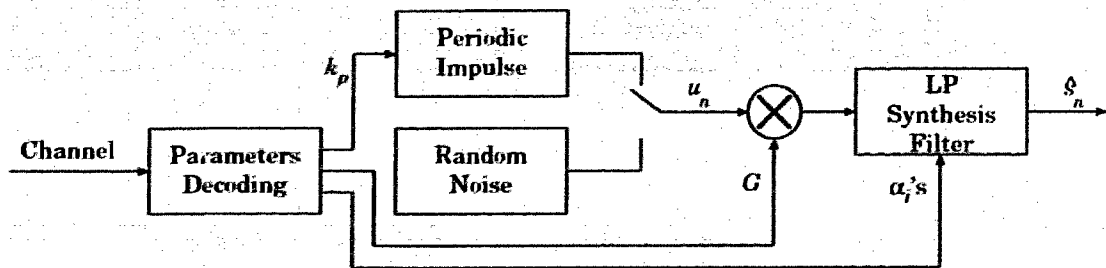 Periodic
Impulse
k_p
u_n
LP
Synthesis
Filter
ŝ_n
Channel
Parameters
Decoding
Random
Noise
G
α_i's